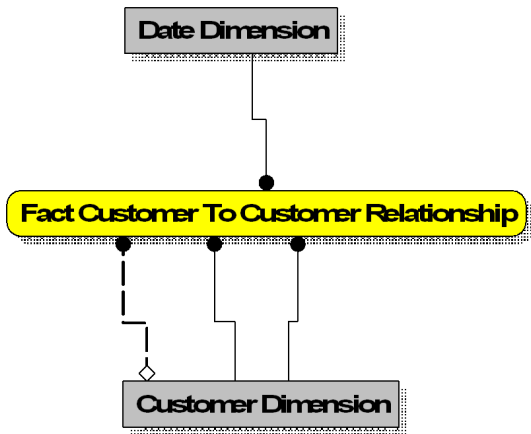 Date Dimension
Fact Customer To Customer Relationship
Customer Dimension